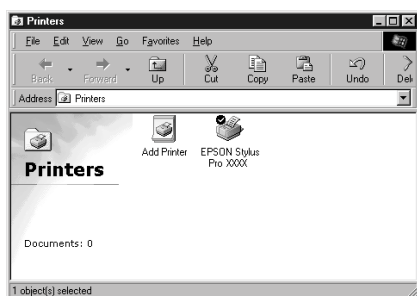 Printers
File Edit View Go Favorites Help
Back Forward Up Cut Copy Paste Undo Del
Address Printers
Printers
Add Printer
EPSON Stylus
Pro XXXX
Documents: 0
1 object(s) selected